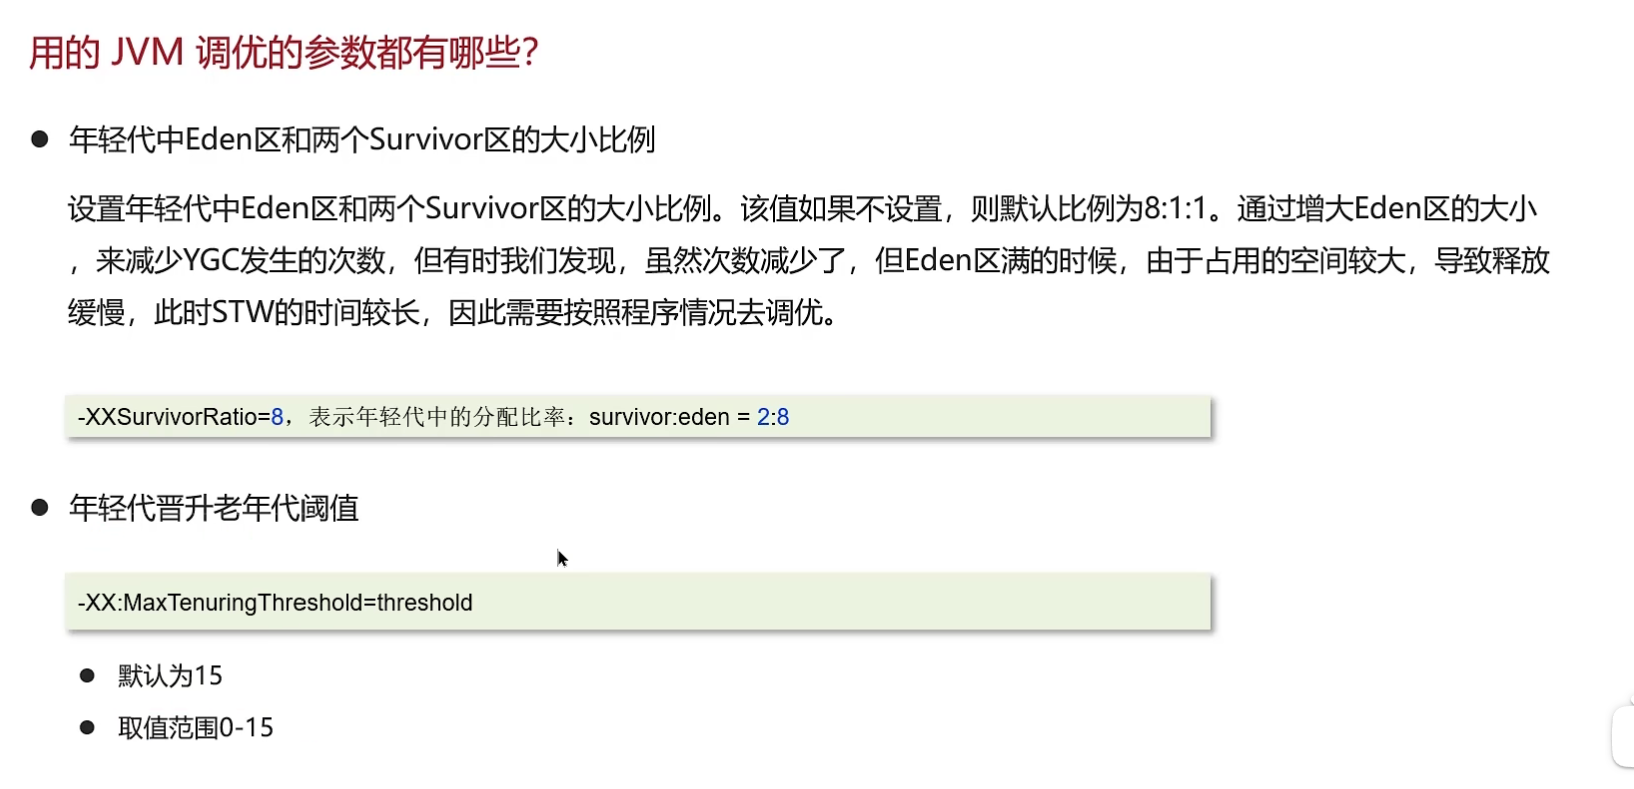 用的 JVM 调优的参数都有哪些？
年轻代中Eden区和两个Survivor区的大小比例
设置年轻代中Eden区和两个Survivor区的大小比例。该值如果不设置，则默认比例为8:1:1。通过增大Eden区的大小
，来减少YGC发生的次数，但有时我们发现，虽然次数减少了，但Eden区满的时候，由于占用的空间较大，导致释放
缓慢，此时STW的时间较长，因此需要按照程序情况去调优。
-XXSurvivorRatio=8，表示年轻代中的分配比率：survivor:eden = 2:8
年轻代晋升老年代阈值
-XX:MaxTenuringThreshold=threshold
默认为15
取值范围0-15